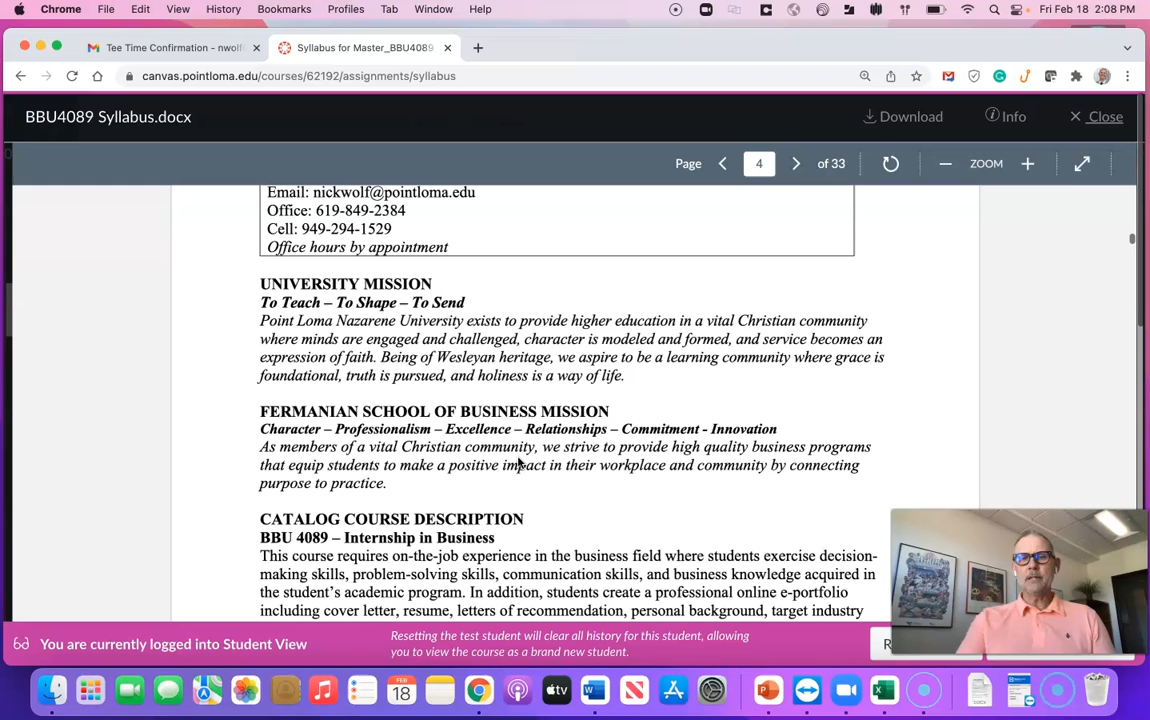 Chrome File Edit View History Bookmarks Profiles Tab Window Help Fri Feb 18 2:08 PM
Tee Time Confirmation - nwolf
Syllabus for Master_BBU4089
canvas.pointloma.edu/courses/62192/assignments/syllabus
BBU4089 Syllabus.docx Download Info Close
Page 4 of 33 ZOOM
Email: nickwolf@pointloma.edu
Office: 619-849-2384
Cell: 949-294-1529
Office hours by appointment
UNIVERSITY MISSION
To Teach – To Shape – To Send
Point Loma Nazarene University exists to provide higher education in a vital Christian community
where minds are engaged and challenged, character is modeled and formed, and service becomes an
expression of faith. Being of Wesleyan heritage, we aspire to be a learning community where grace is
foundational, truth is pursued, and holiness is a way of life.
FERMANIAN SCHOOL OF BUSINESS MISSION
Character – Professionalism – Excellence – Relationships – Commitment - Innovation
As members of a vital Christian community, we strive to provide high quality business programs
that equip students to make a positive impact in their workplace and community by connecting
purpose to practice.
CATALOG COURSE DESCRIPTION
BBU 4089 – Internship in Business
This course requires on-the-job experience in the business field where students exercise decision-
making skills, problem-solving skills, communication skills, and business knowledge acquired in
the student's academic program. In addition, students create a professional online e-portfolio
including cover letter, resume, letters of recommendation, personal background, target industry
You are currently logged into Student View
Resetting the test student will clear all history for this student, allowing
you to view the course as a brand new student.
R
FEB
18
tv